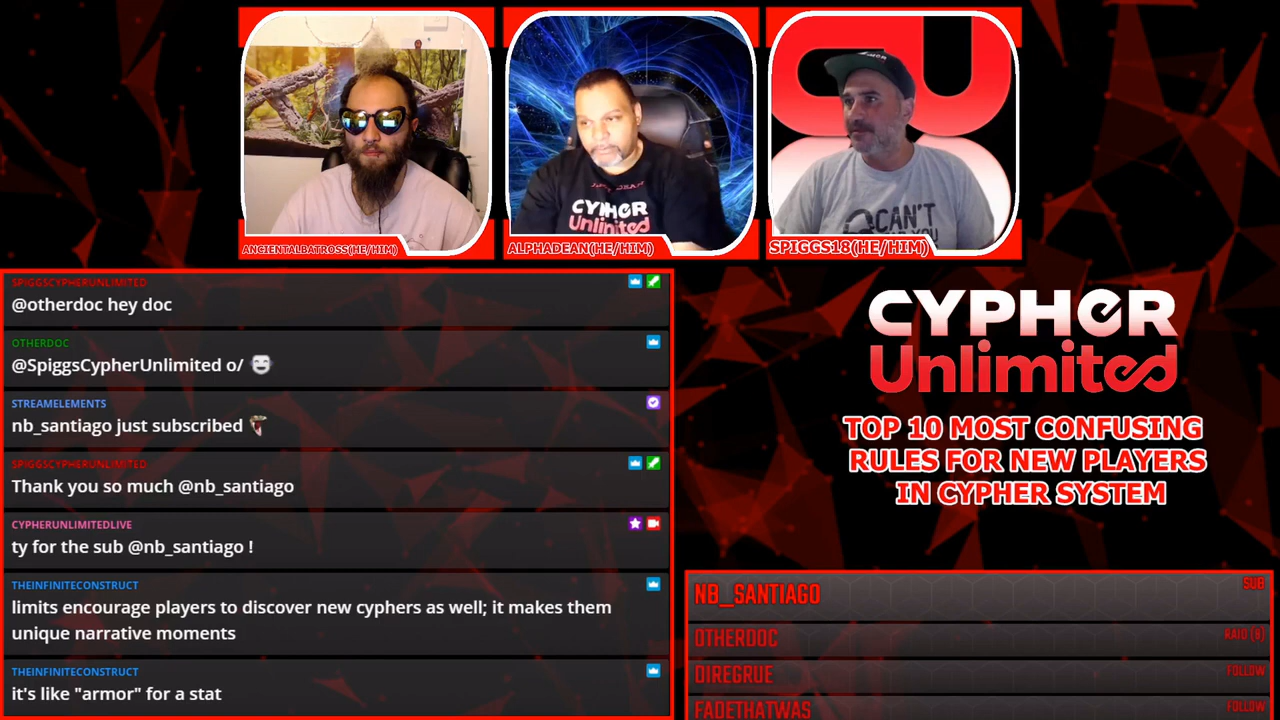 ANCIENTALBATROSS(HE/HIM)
ALPHADEAN(HE/HIM)
SPIGGS18(HE/HIM)
CYPHER
Unlimited
CAN'T
SPIGGSCYPHERUNLIMITED
@otherdoc hey doc
OTHERDOC
@SpiggsCypherUnlimited o/
STREAMELEMENTS
nb_santiago just subscribed
SPIGGSCYPHERUNLIMITED
Thank you so much @nb_santiago
CYPHERUNLIMITEDLIVE
ty for the sub @nb_santiago !
THEINFINITECONSTRUCT
limits encourage players to discover new cyphers as well; it makes them
unique narrative moments
THEINFINITECONSTRUCT
it's like "armor" for a stat
CYPHER
Unlimited
TOP 10 MOST CONFUSING
RULES FOR NEW PLAYERS
IN CYPHER SYSTEM
NB_SANTIAGO SUB
OTHERDOC RAID (8)
DIREGRUE FOLLOW
FADETHATWAS FOLLOW